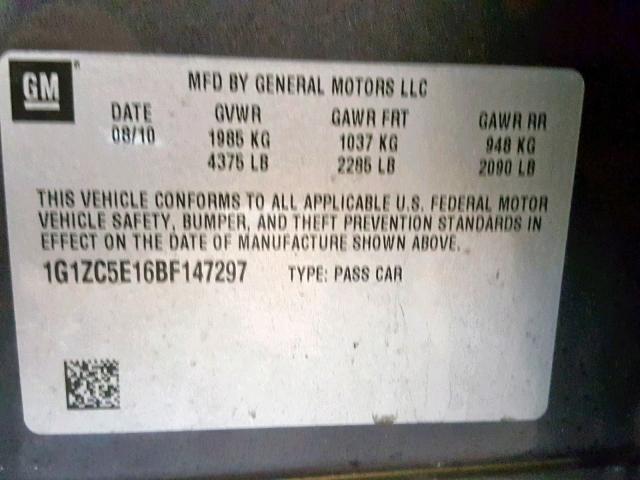 GM
MFD BY GENERAL MOTORS LLC
DATE GVWR GAWR FRT GAWR RR
08/10 1985 KG 1037 KG 948 KG
4375 LB 2285 LB 2090 LB
THIS VEHICLE CONFORMS TO ALL APPLICABLE U.S. FEDERAL MOTOR
VEHICLE SAFETY, BUMPER, AND THEFT PREVENTION STANDARDS IN
EFFECT ON THE DATE OF MANUFACTURE SHOWN ABOVE.
1G1ZC5E16BF147297 TYPE: PASS CAR